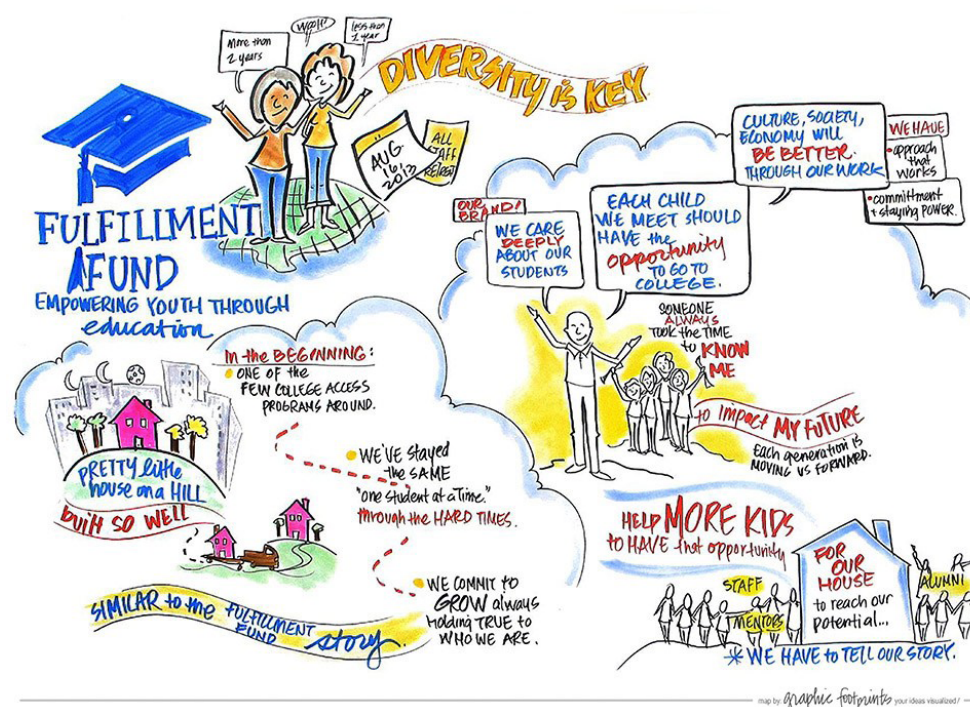 More than
2 years
WOOH!
less than
1 year
DIVERSITY is KEY
AUG
16,
2013
ALL
STAFF
RETREAT
FULFILLMENT
FUND
EMPOWERING YOUTH THROUGH
education
In the BEGINNING:
• ONE OF THE
FEW COLLEGE ACCESS
PROGRAMS AROUND.
PRETTY little
house on a HILL
built SO WELL
• WE'VE STAYED
the SAME
"one Student at a Time."
through the HARD TIMES.
• WE COMMIT to
GROW always
Holding TRUE to
WHO WE ARE.
SIMILAR to the FULFILLMENT
FUND
story
OUR
BRAND!
WE CARE
DEEPLY
ABOUT OUR
STUDENTS
EACH CHILD
WE MEET SHOULD
HAVE the
opportunity
TO GO TO
COLLEGE.
CULTURE, SOCIETY,
ECONOMY WILL
BE BETTER
THROUGH OUR WORK
WE HAVE
• approach
that
works
• committment
+ staying POWER
SOMEONE
ALWAYS
TOOK the TIME
to KNOW
ME
to IMPACT MY FUTURE
Each generation is
MOVING US FORWARD.
HELP MORE KIDS
to HAVE that opportunity
STAFF
MENTORS
FOR
OUR
HOUSE
to reach our
potential...
ALUMNI
* WE HAVE to TELL OUR STORY.
map by: graphic footprints your ideas visualized!